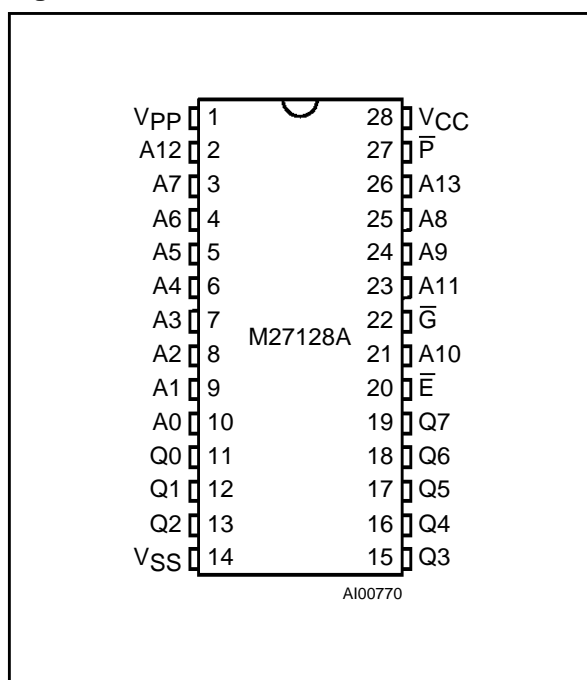 VPP 1 28 VCC
A12 2 27 P̅
A7 3 26 A13
A6 4 25 A8
A5 5 24 A9
A4 6 23 A11
A3 7 22 G̅
M27128A
A2 8 21 A10
A1 9 20 E̅
A0 10 19 Q7
Q0 11 18 Q6
Q1 12 17 Q5
Q2 13 16 Q4
VSS 14 15 Q3
AI00770